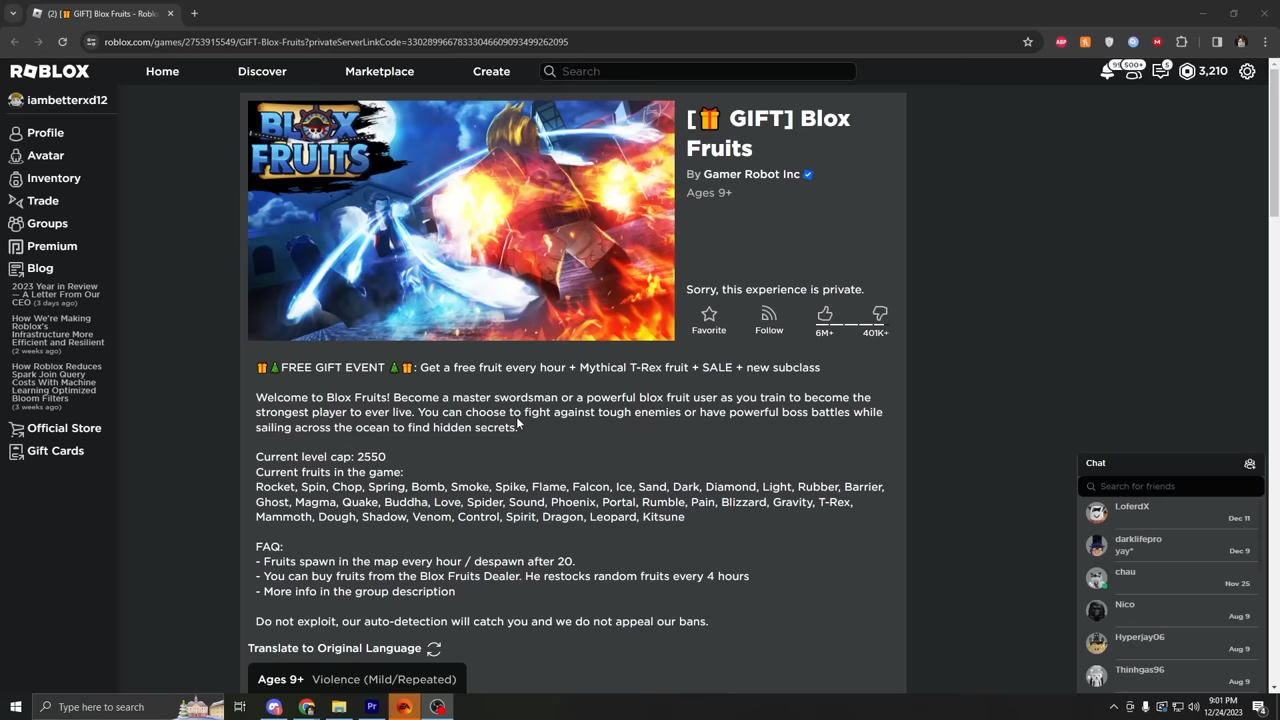 (2) [🎁 GIFT] Blox Fruits - Roblo
roblox.com/games/2753915549/GIFT-Blox-Fruits?privateServerLinkCode=33028996678333046609093499262095
ROBLOX
Home
Discover
Marketplace
Create
Search
99
500+
5
3,210
iambetterxd12
Profile
Avatar
Inventory
Trade
Groups
Premium
Blog
2023 Year in Review
— A Letter From Our
CEO (3 days ago)
How We're Making
Roblox's
Infrastructure More
Efficient and Resilient
(2 weeks ago)
How Roblox Reduces
Spark Join Query
Costs With Machine
Learning Optimized
Bloom Filters
(3 weeks ago)
Official Store
Gift Cards
BLOX
FRUITS
[🎁 GIFT] Blox
Fruits
By Gamer Robot Inc
Ages 9+
Sorry, this experience is private.
Favorite
Follow
6M+
401K+
🎁🎄FREE GIFT EVENT 🎄🎁: Get a free fruit every hour + Mythical T-Rex fruit + SALE + new subclass
Welcome to Blox Fruits! Become a master swordsman or a powerful blox fruit user as you train to become the
strongest player to ever live. You can choose to fight against tough enemies or have powerful boss battles while
sailing across the ocean to find hidden secrets.
Current level cap: 2550
Current fruits in the game:
Rocket, Spin, Chop, Spring, Bomb, Smoke, Spike, Flame, Falcon, Ice, Sand, Dark, Diamond, Light, Rubber, Barrier,
Ghost, Magma, Quake, Buddha, Love, Spider, Sound, Phoenix, Portal, Rumble, Pain, Blizzard, Gravity, T-Rex,
Mammoth, Dough, Shadow, Venom, Control, Spirit, Dragon, Leopard, Kitsune
FAQ:
- Fruits spawn in the map every hour / despawn after 20.
- You can buy fruits from the Blox Fruits Dealer. He restocks random fruits every 4 hours
- More info in the group description
Do not exploit, our auto-detection will catch you and we do not appeal our bans.
Translate to Original Language
Ages 9+ Violence (Mild/Repeated)
Chat
Search for friends
LoferdX
Dec 11
darklifepro
yay*
Dec 9
chau
Nov 25
Nico
Aug 9
Hyperjay06
Aug 9
Thinhgas96
Aug 9
Type here to search
Pr
9:01 PM
12/24/2023
4